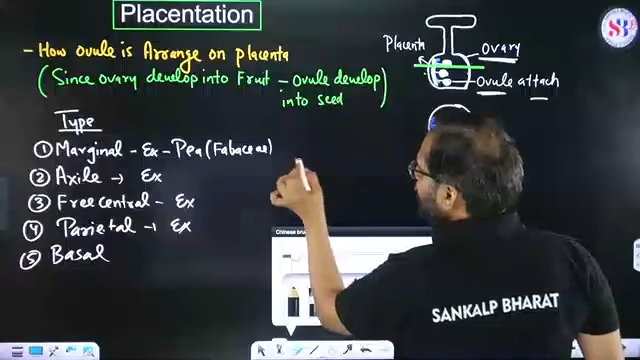 Placentation
SB
- How ovule is Arrange on placenta
(Since ovary develop into Fruit - ovule develop
into seed)
Placenta
ovary
ovule attach
Type
① Marginal - Ex - Pea (Fabaceae)
② Axile → Ex
③ Free central - Ex
④ Parietal → Ex
⑤ Basal
Chinese bru
SANKALP BHARAT